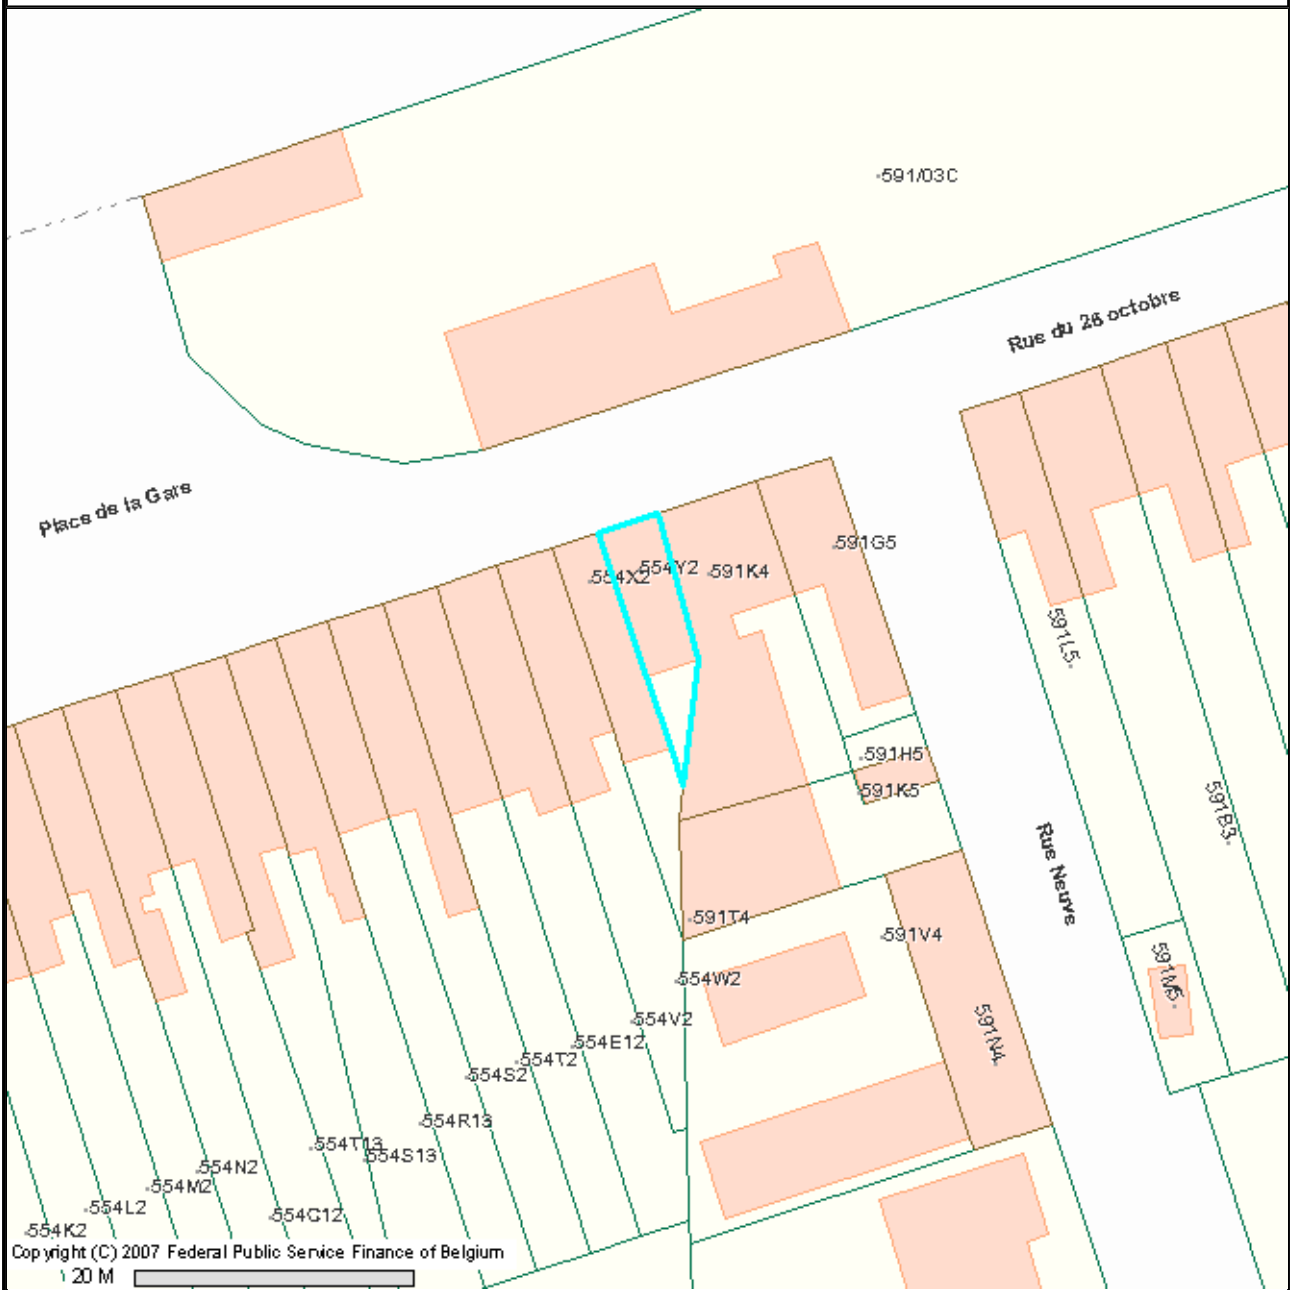 591/03C
Rue du 26 octobre
Place de la Gare
591G5
554X2
554Y2
591K4
591L5
591H5
591K5
591B3
Rue Neuve
591T4
591V4
591M5
554W2
554V2
591N4
554E12
554T2
554S2
554R13
554T13
554S13
554N2
554M2
554L2
554G12
554K2
Copyright (C) 2007 Federal Public Service Finance of Belgium
20 M